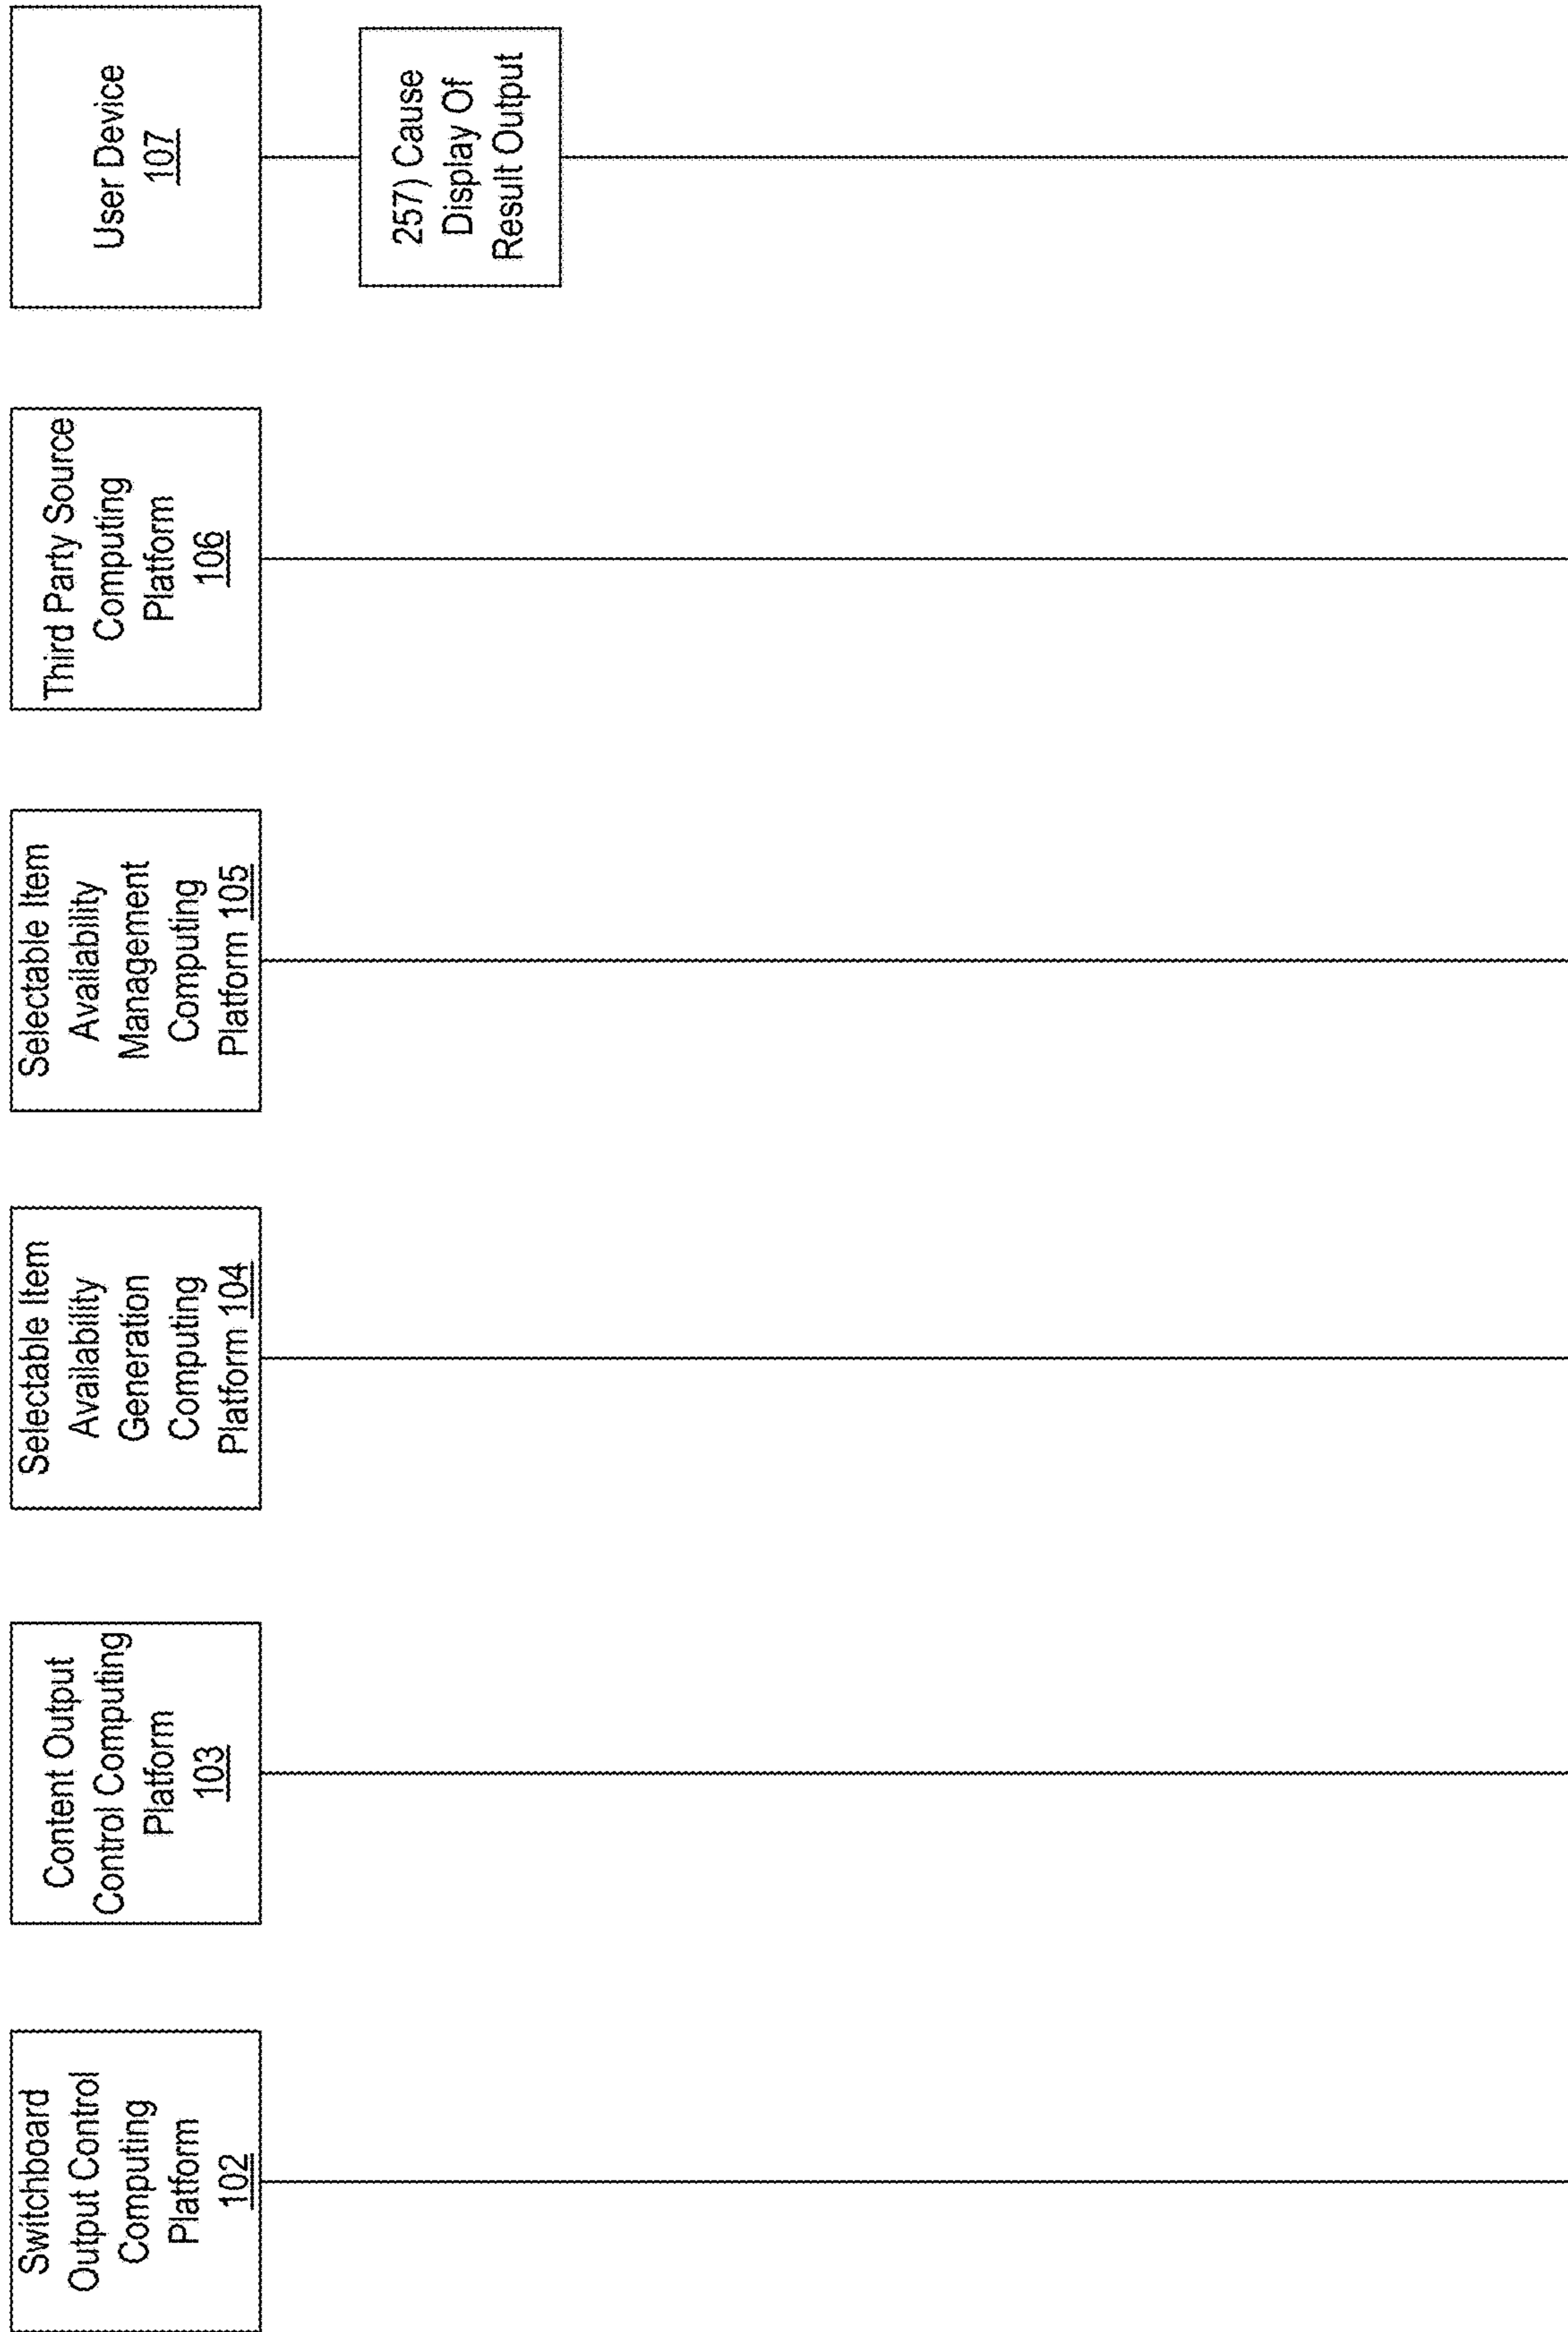 Switchboard
Output Control
Computing
Platform
102
Content Output
Control Computing
Platform
103
Selectable Item
Availability
Generation
Computing
Platform 104
Selectable Item
Availability
Management
Computing
Platform 105
Third Party Source
Computing
Platform
106
User Device
107
257) Cause
Display Of
Result Output